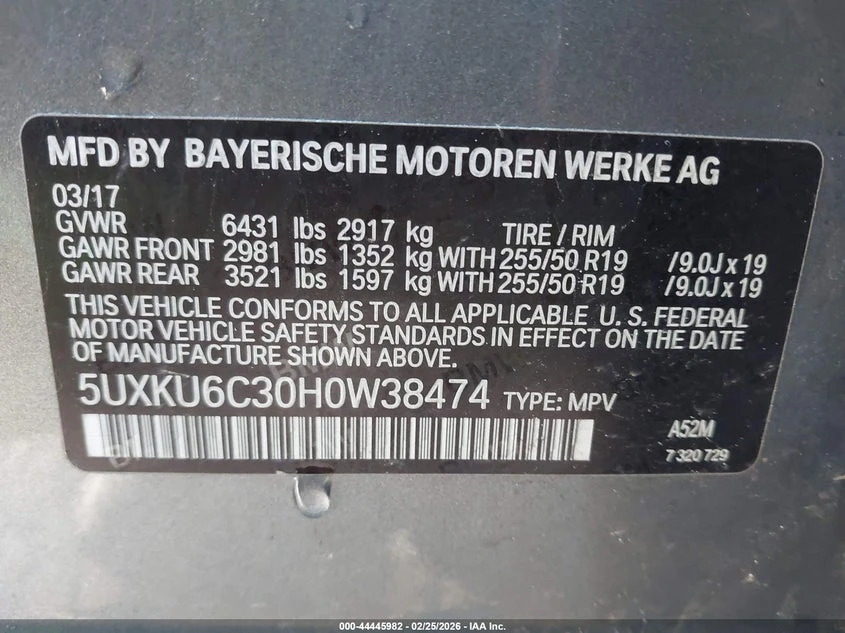 MFD BY BAYERISCHE MOTOREN WERKE AG
03/17
GVWR 6431 lbs 2917 kg TIRE / RIM
GAWR FRONT 2981 lbs 1352 kg WITH 255/50 R19 /9.0J x 19
GAWR REAR 3521 lbs 1597 kg WITH 255/50 R19 /9.0J x 19
THIS VEHICLE CONFORMS TO ALL APPLICABLE U. S. FEDERAL
MOTOR VEHICLE SAFETY STANDARDS IN EFFECT ON THE DATE
OF MANUFACTURE SHOWN ABOVE.
5UXKU6C30H0W38474 TYPE: MPV
A52M
7 320 729
000-44445982 - 02/25/2026 - IAA Inc.